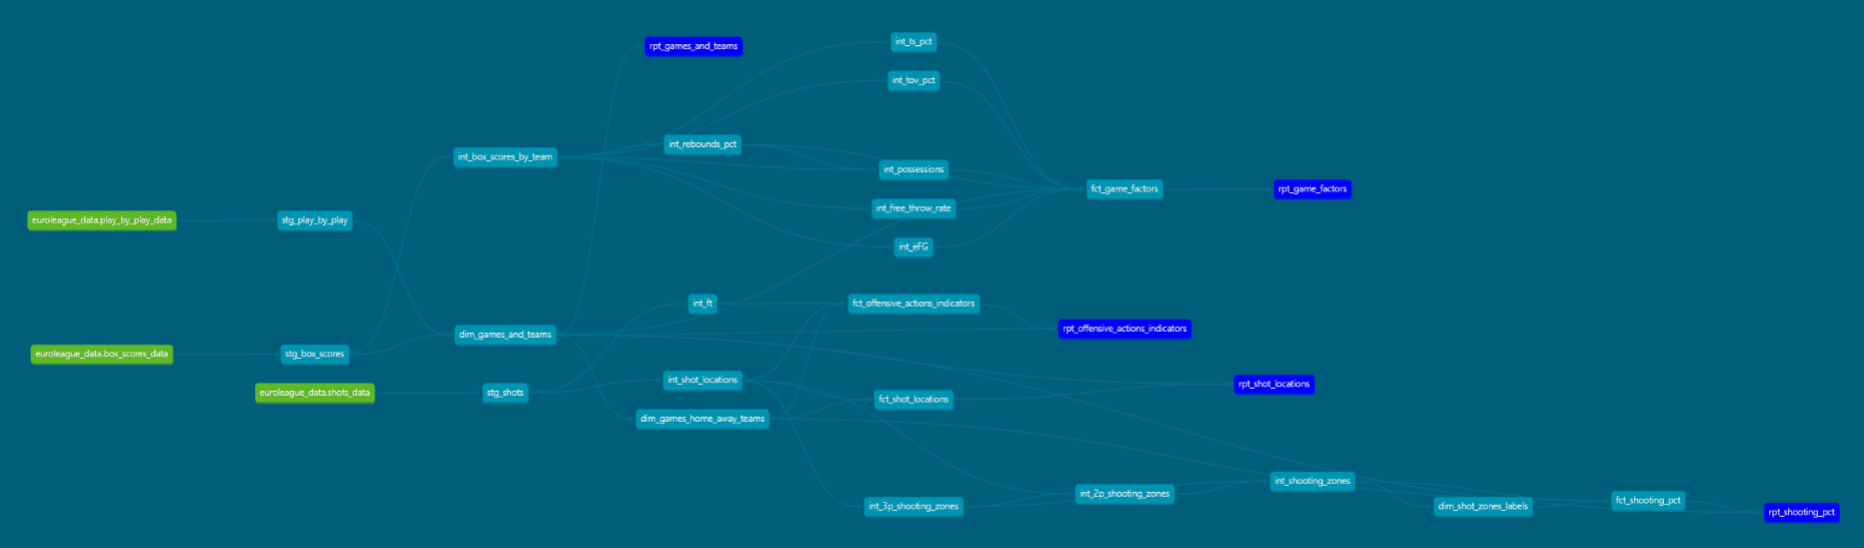 rpt_games_and_teams
int_ts_pct
int_tov_pct
int_rebounds_pct
int_box_scores_by_team
int_possessions
fct_game_factors
rpt_game_factors
int_free_throw_rate
euroleague_data.play_by_play_data
stg_play_by_play
int_eFG
int_ft
fct_offensive_actions_indicators
rpt_offensive_actions_indicators
dim_games_and_teams
euroleague_data.box_scores_data
stg_box_scores
int_shot_locations
rpt_shot_locations
euroleague_data.shots_data
stg_shots
fct_shot_locations
dim_games_home_away_teams
int_shooting_zones
int_2p_shooting_zones
int_3p_shooting_zones
dim_shot_zones_labels
fct_shooting_pct
rpt_shooting_pct